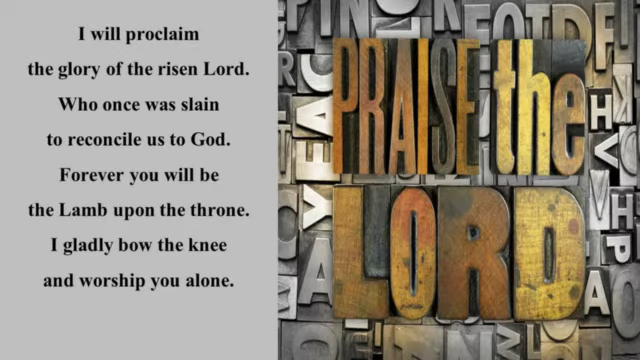 I will proclaim
the glory of the risen Lord.
Who once was slain
to reconcile us to God.
Forever you will be
the Lamb upon the throne.
I gladly bow the knee
and worship you alone.
PRAISE the
LORD